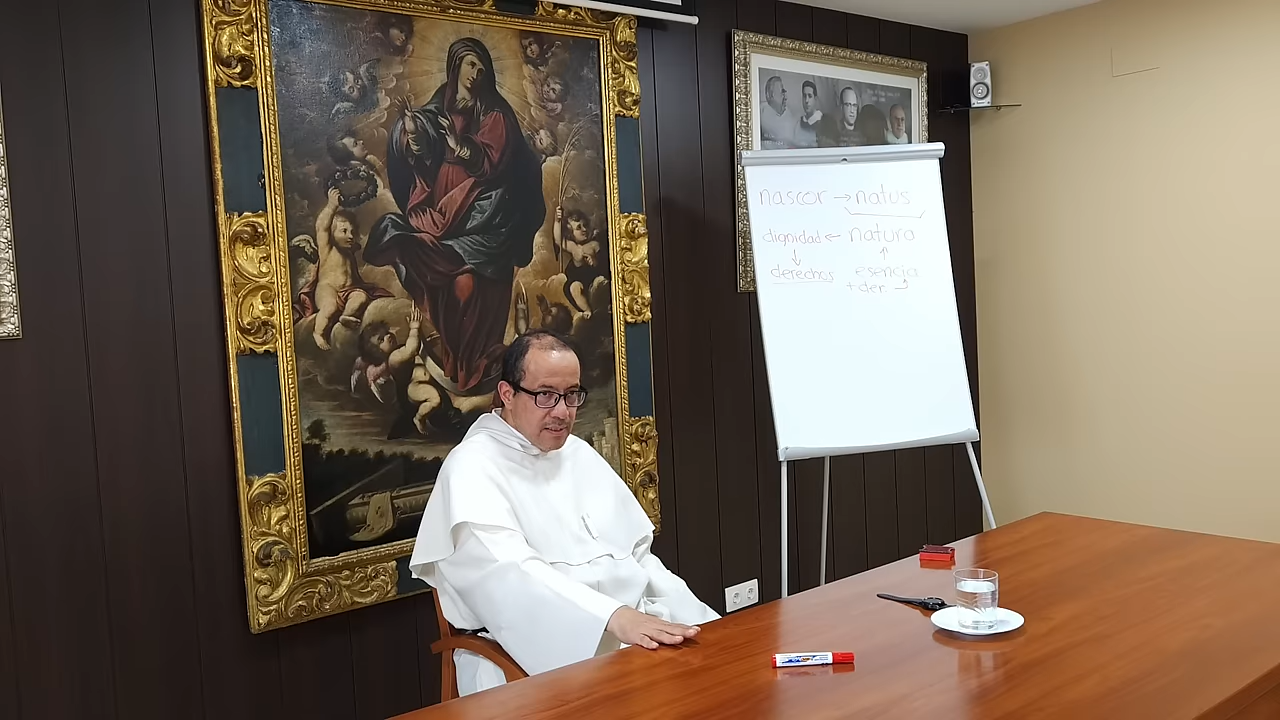 nascor → natus
dignidad ← natura
↓ ↑
derechos esencia
+ der.